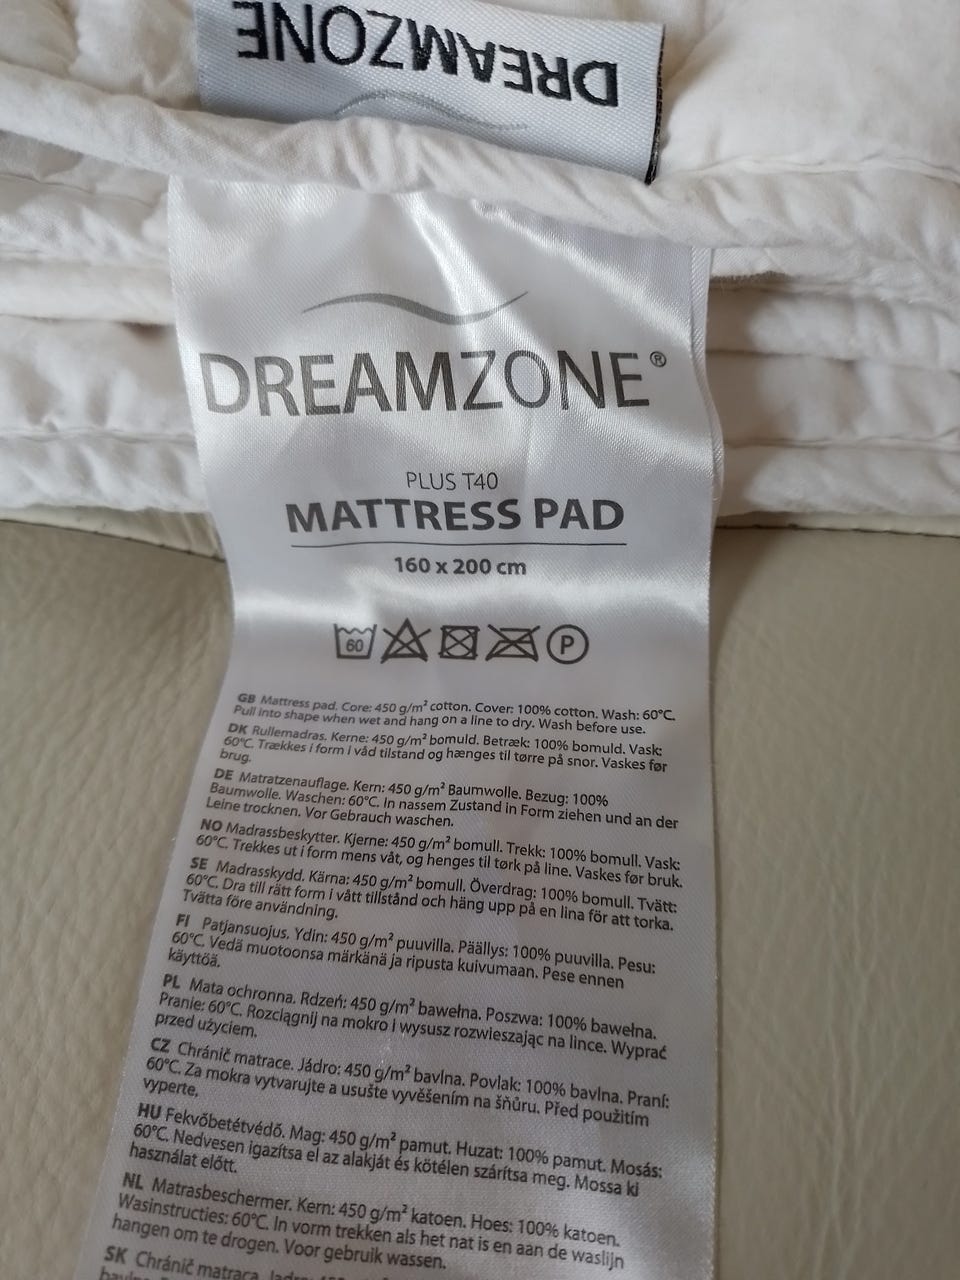 DREAMZONE
DREAMZONE®
PLUS T40
MATTRESS PAD
160 x 200 cm
60 P
GB Mattress pad. Core: 450 g/m² cotton. Cover: 100% cotton. Wash: 60°C.
Pull into shape when wet and hang on a line to dry. Wash before use.
DK Rullemadras. Kerne: 450 g/m² bomuld. Betræk: 100% bomuld. Vask:
60°C. Trækkes i form i våd tilstand og hænges til tørre på snor. Vaskes før
brug.
DE Matratzenauflage. Kern: 450 g/m² Baumwolle. Bezug: 100%
Baumwolle. Waschen: 60°C. In nassem Zustand in Form ziehen und an der
Leine trocknen. Vor Gebrauch waschen.
NO Madrassbeskytter. Kjerne: 450 g/m² bomull. Trekk: 100% bomull. Vask:
60°C. Trekkes ut i form mens våt, og henges til tørk på line. Vaskes før bruk.
SE Madrasskydd. Kärna: 450 g/m² bomull. Överdrag: 100% bomull. Tvätt:
60°C. Dra till rätt form i vått tillstånd och häng upp på en lina för att torka.
Tvätta före användning.
FI Patjansuojus. Ydin: 450 g/m² puuvilla. Päällys: 100% puuvilla. Pesu:
60°C. Vedä muotoonsa märkänä ja ripusta kuivumaan. Pese ennen
käyttöä.
PL Mata ochronna. Rdzeń: 450 g/m² bawełna. Poszwa: 100% bawełna.
Pranie: 60°C. Rozciągnij na mokro i wysusz rozwieszając na lince. Wyprać
przed użyciem.
CZ Chránič matrace. Jádro: 450 g/m² bavlna. Povlak: 100% bavlna. Praní:
60°C. Za mokra vytvarujte a usušte vyvěšením na šňůru. Před použitím
vyperte.
HU Fekvőbetétvédő. Mag: 450 g/m² pamut. Huzat: 100% pamut. Mosás:
60°C. Nedvesen igazítsa el az alakját és kötélen szárítsa meg. Mossa ki
használat előtt.
NL Matrasbeschermer. Kern: 450 g/m² katoen. Hoes: 100% katoen.
Wasinstructies: 60°C. In vorm trekken als het nat is en aan de waslijn
hangen om te drogen. Voor gebruik wassen.
SK Chránič matraca. Jadro: 450 g/m²